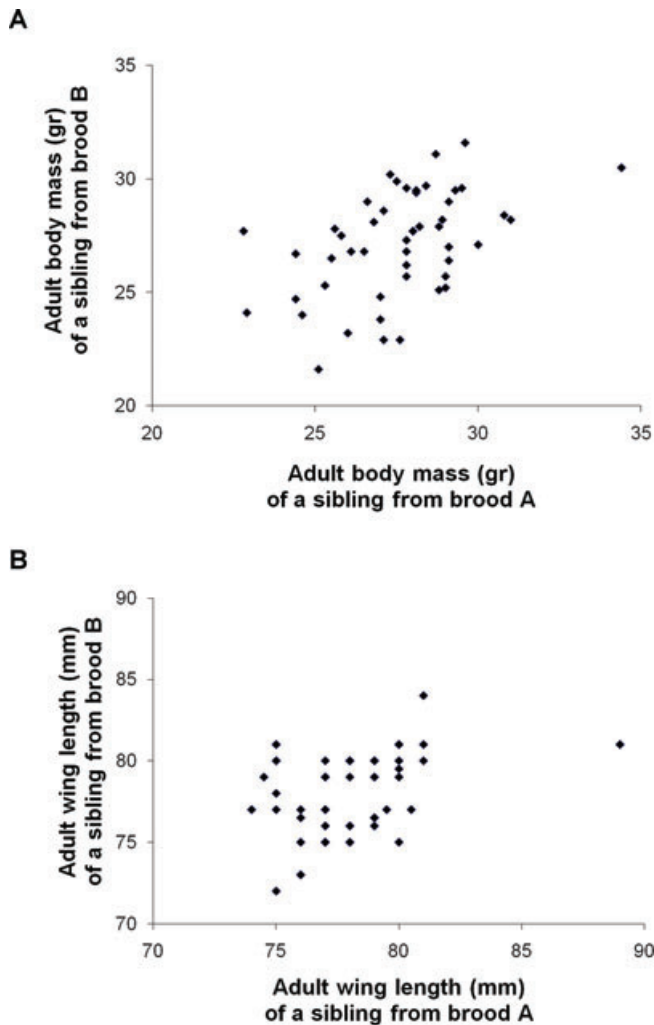 A
35
30
25
20
Adult body mass (gr)
of a sibling from brood B
20 25 30 35
Adult body mass (gr)
of a sibling from brood A
B
90
85
80
75
70
Adult wing length (mm)
of a sibling from brood B
70 75 80 85 90
Adult wing length (mm)
of a sibling from brood A